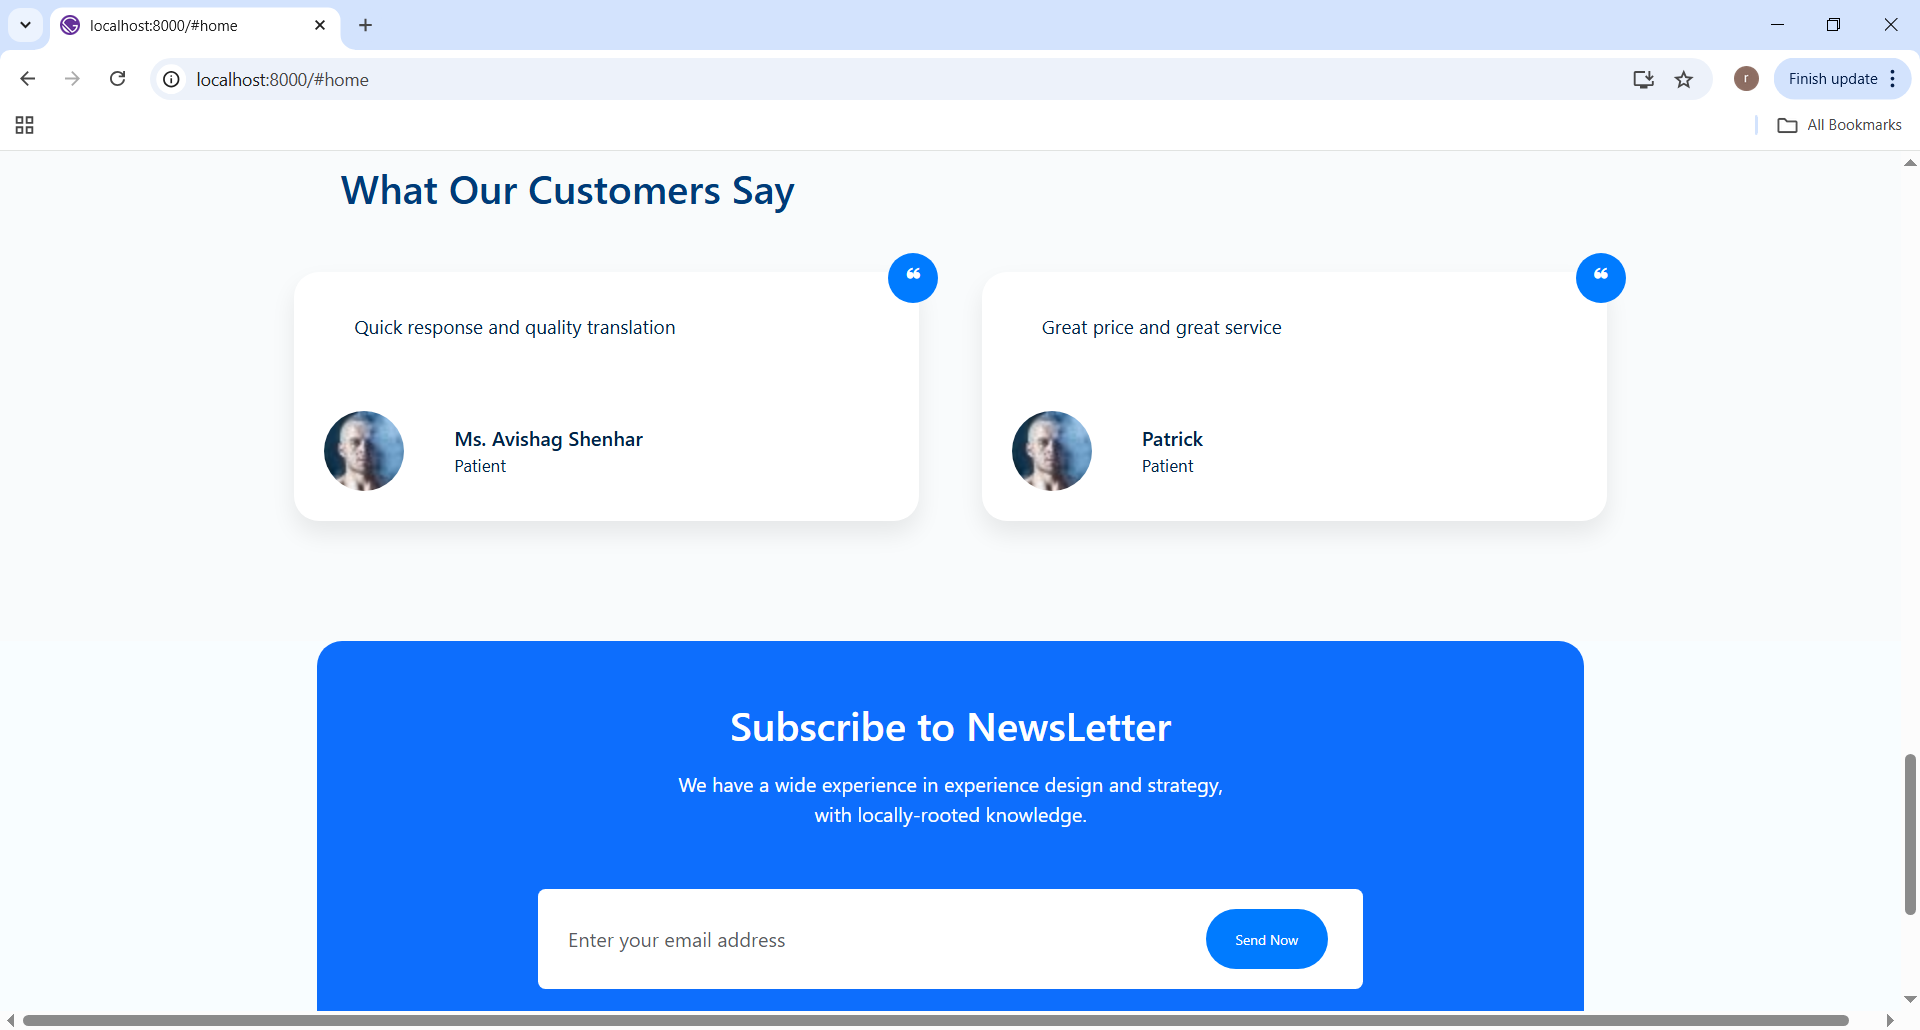 localhost:8000/#home
localhost:8000/#home
r
Finish update
All Bookmarks
What Our Customers Say
❝
❝
Quick response and quality translation
Great price and great service
Ms. Avishag Shenhar
Patient
Patrick
Patient
Subscribe to NewsLetter
We have a wide experience in experience design and strategy,
with locally-rooted knowledge.
Enter your email address
Send Now